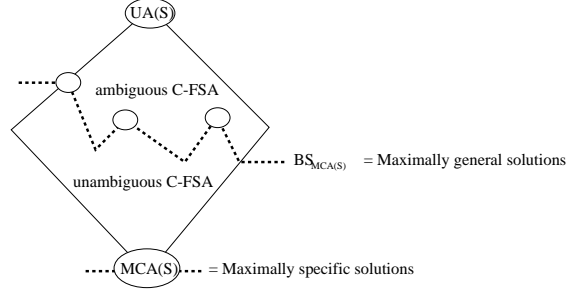 UA(S)
ambiguous C-FSA
BS_MCA(S) = Maximally general solutions
unambiguous C-FSA
MCA(S) = Maximally specific solutions